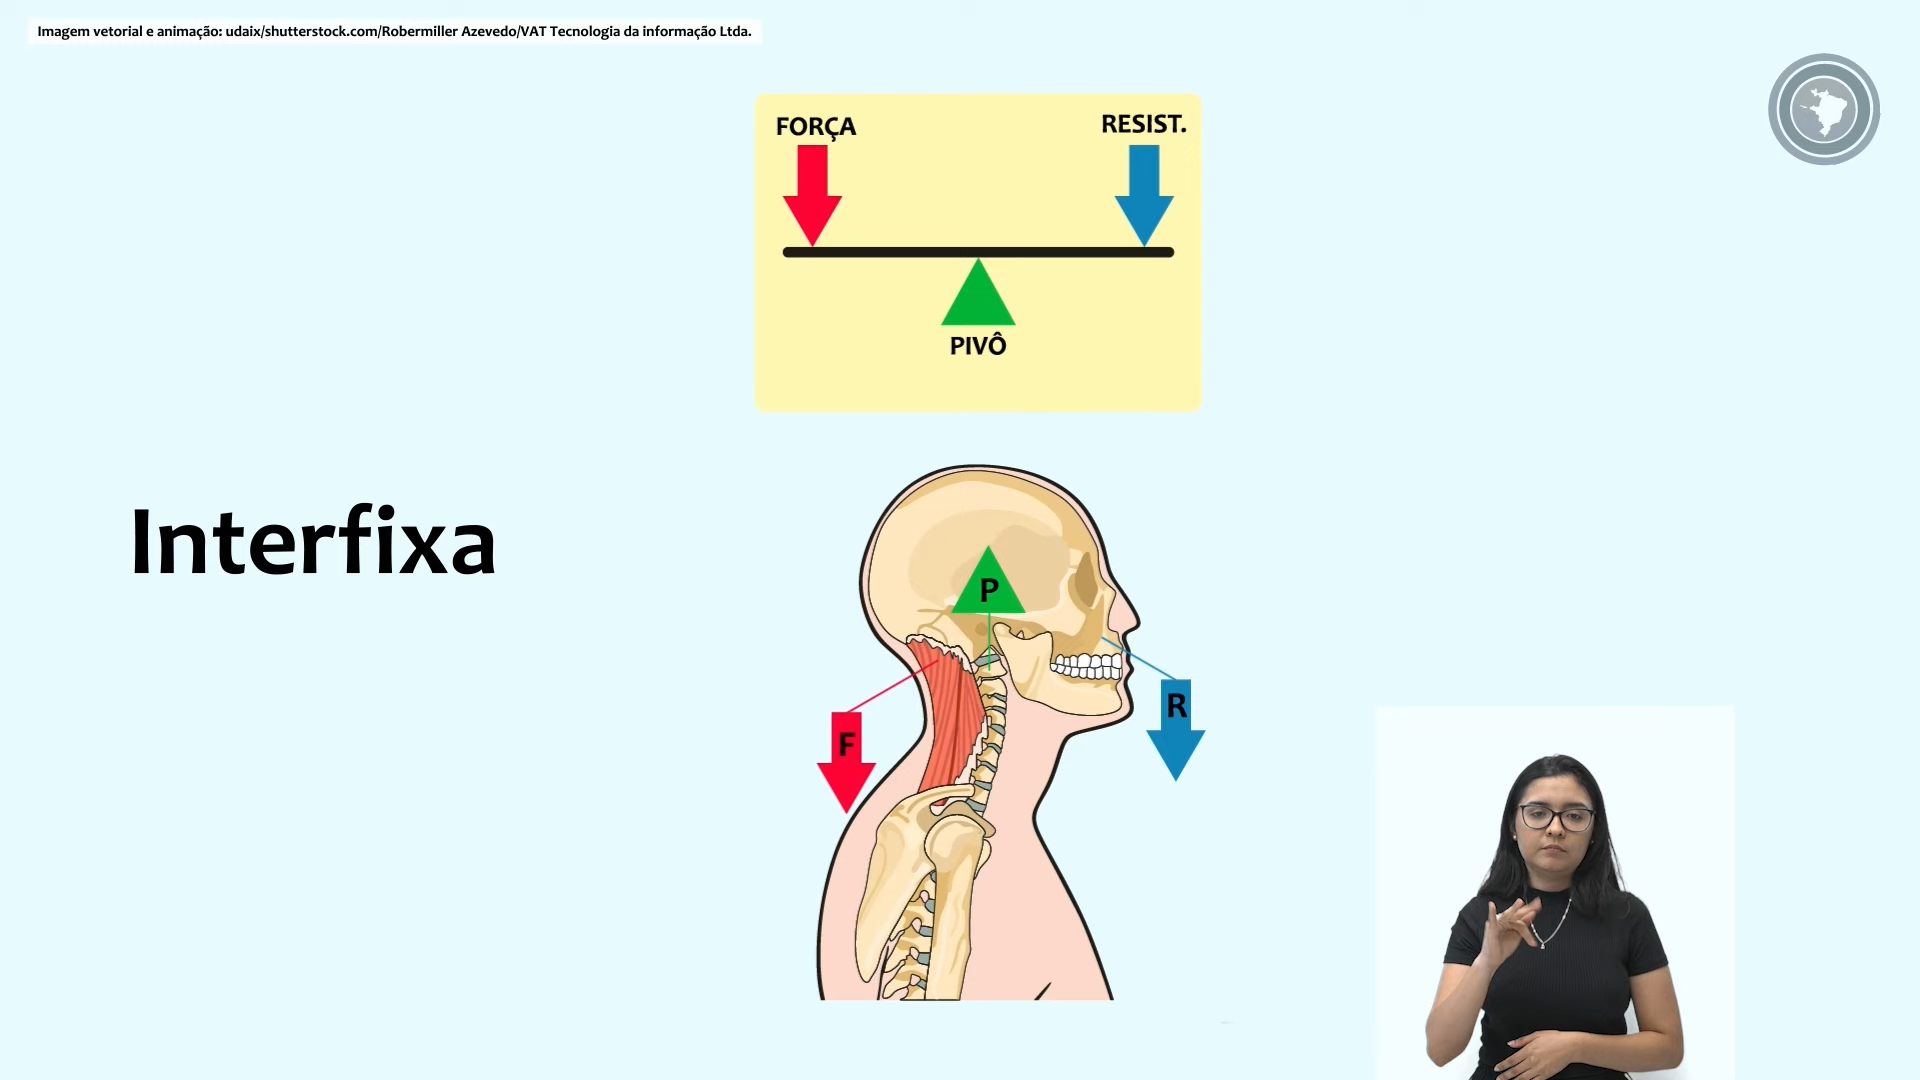 Imagem vetorial e animação: udaix/shutterstock.com/Robermiller Azevedo/VAT Tecnologia da informação Ltda.
FORÇA
RESIST.
PIVÔ
Interfixa
P
R
F